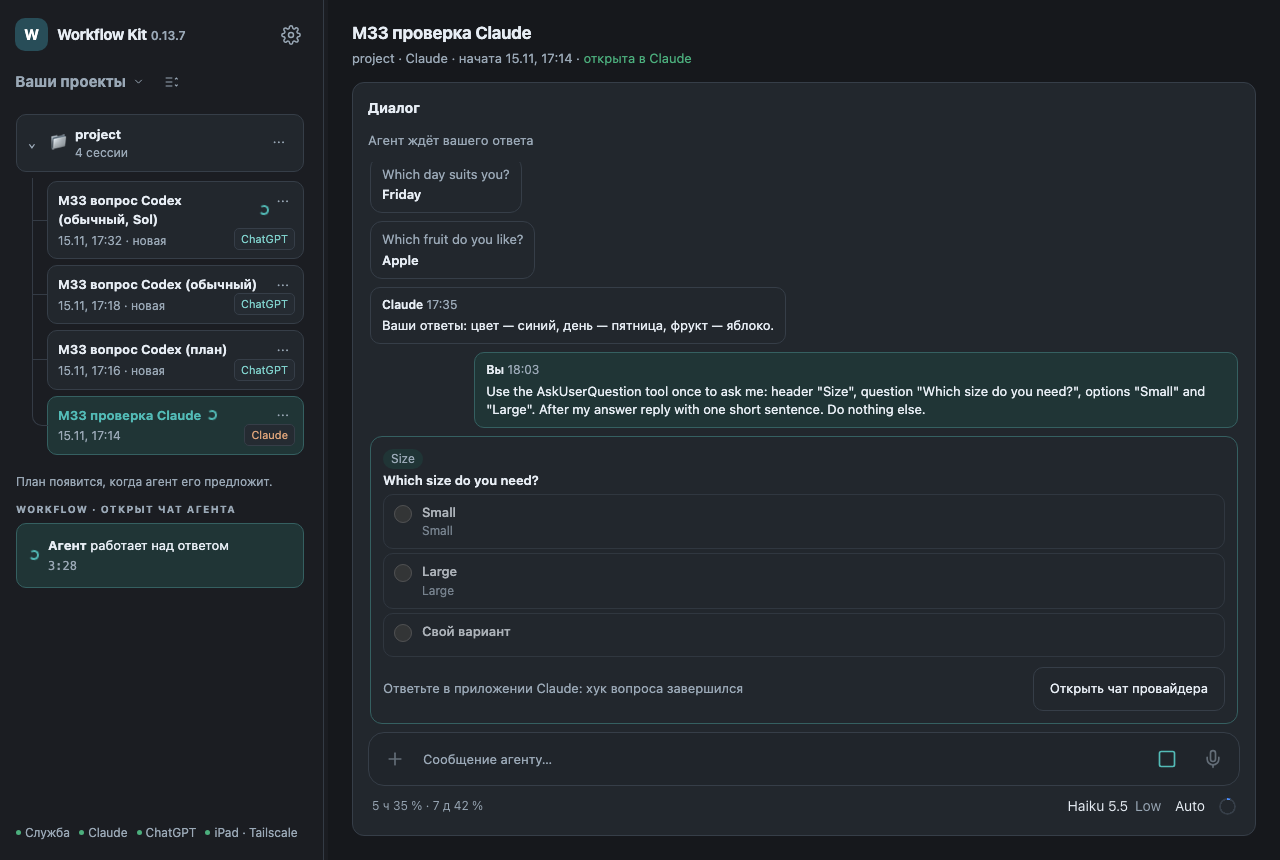 W
Workflow Kit 0.13.7
Ваши проекты
project
4 сессии
М33 вопрос Codex
(обычный, Sol)
15.11, 17:32 · новая
ChatGPT
М33 вопрос Codex (обычный)
15.11, 17:18 · новая
ChatGPT
М33 вопрос Codex (план)
15.11, 17:16 · новая
ChatGPT
М33 проверка Claude
15.11, 17:14
Claude
План появится, когда агент его предложит.
WORKFLOW · ОТКРЫТ ЧАТ АГЕНТА
Агент работает над ответом
3:28
Служба
Claude
ChatGPT
iPad · Tailscale
М33 проверка Claude
project · Claude · начата 15.11, 17:14 · открыта в Claude
Диалог
Агент ждёт вашего ответа
Which day suits you?
Friday
Which fruit do you like?
Apple
Claude 17:35
Ваши ответы: цвет — синий, день — пятница, фрукт — яблоко.
Вы 18:03
Use the AskUserQuestion tool once to ask me: header "Size", question "Which size do you need?", options "Small" and
"Large". After my answer reply with one short sentence. Do nothing else.
Size
Which size do you need?
Small
Small
Large
Large
Свой вариант
Ответьте в приложении Claude: хук вопроса завершился
Открыть чат провайдера
Сообщение агенту...
5 ч 35 % · 7 д 42 %
Haiku 5.5 Low Auto